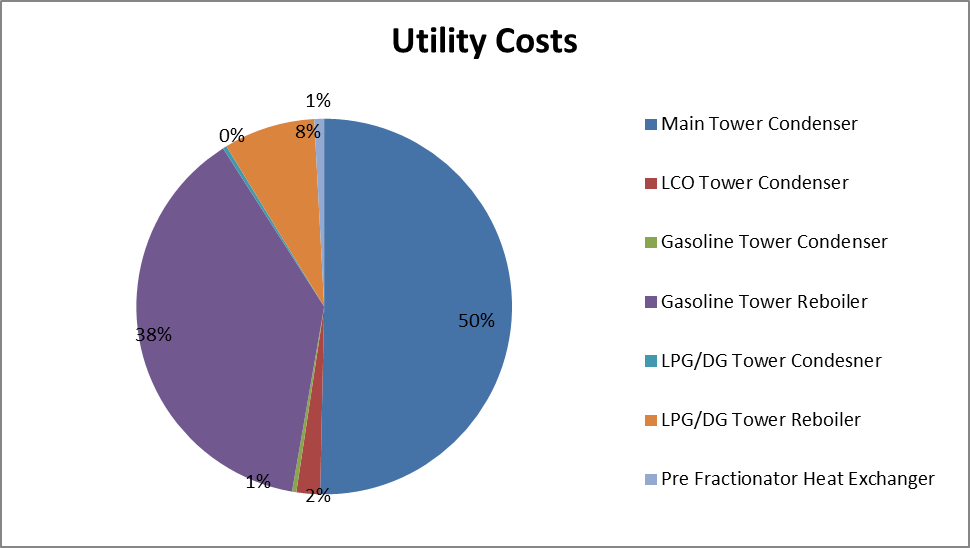 Utility Costs
1%
0%
8%
50%
38%
1%
2%
Main Tower Condenser
LCO Tower Condenser
Gasoline Tower Condenser
Gasoline Tower Reboiler
LPG/DG Tower Condesner
LPG/DG Tower Reboiler
Pre Fractionator Heat Exchanger